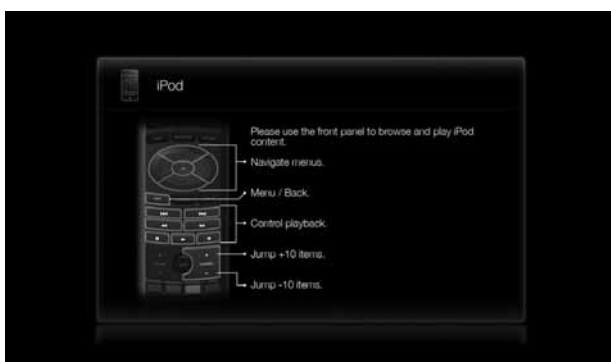 iPod
Please use the front panel to browse and play iPod
content.
Navigate menus.
Menu / Back.
Control playback.
Jump +10 items.
Jump -10 items.